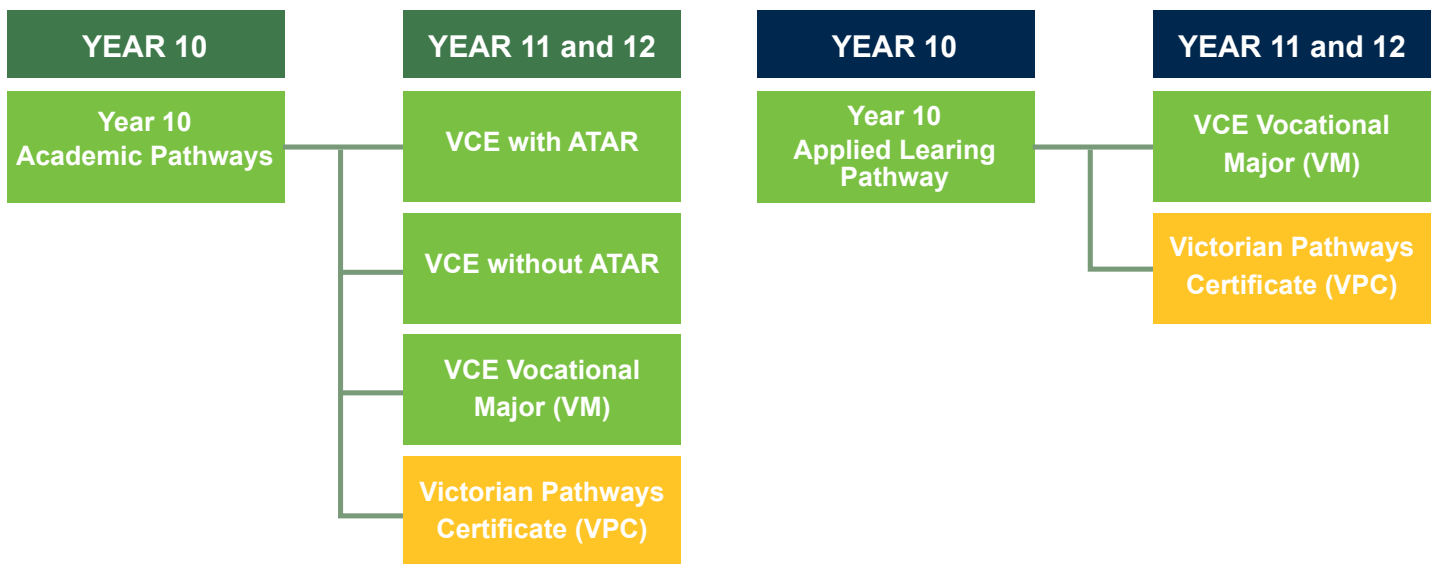 YEAR 10
YEAR 11 and 12
Year 10
Academic Pathways
VCE with ATAR
VCE without ATAR
VCE Vocational
Major (VM)
Victorian Pathways
Certificate (VPC)
YEAR 10
YEAR 11 and 12
Year 10
Applied Learing
Pathway
VCE Vocational
Major (VM)
Victorian Pathways
Certificate (VPC)